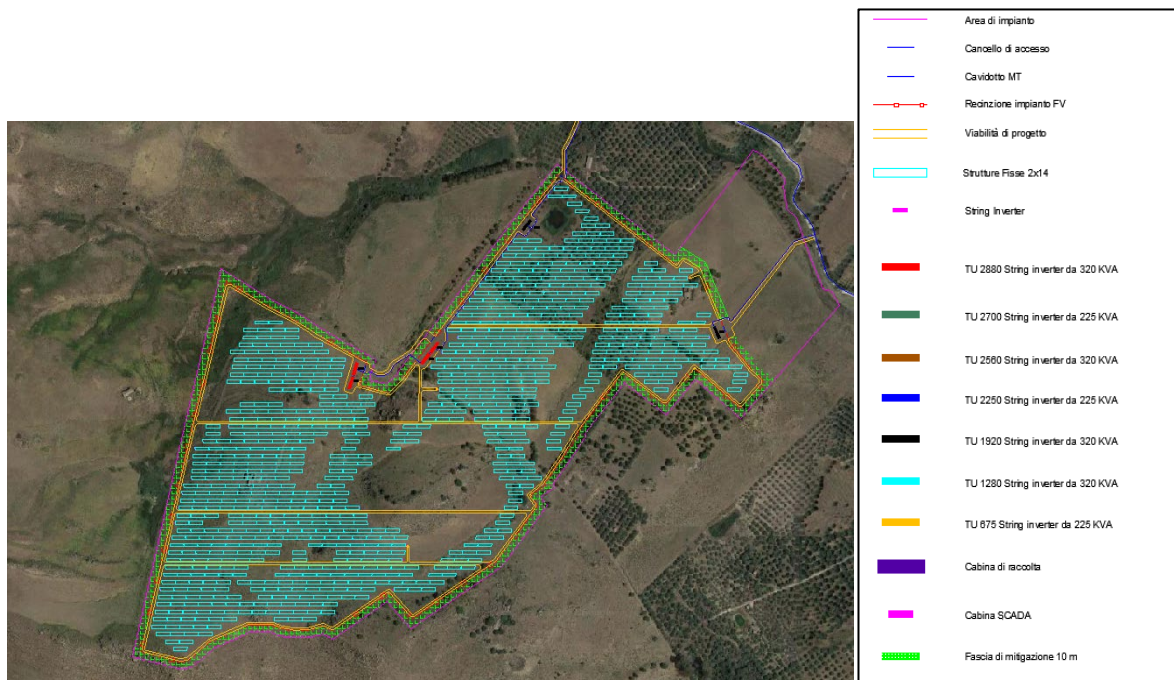 Area di impianto
Cancello di accesso
Cavidotto MT
Recinzione impianto FV
Viabilità di progetto
Strutture Fisse 2x14
String Inverter
TU 2880 String inverter da 320 KVA
TU 2700 String inverter da 225 KVA
TU 2560 String inverter da 320 KVA
TU 2250 String inverter da 225 KVA
TU 1920 String inverter da 320 KVA
TU 1280 String inverter da 320 KVA
TU 675 String inverter da 225 KVA
Cabina di raccolta
Cabina SCADA
Fascia di mitigazione 10 m